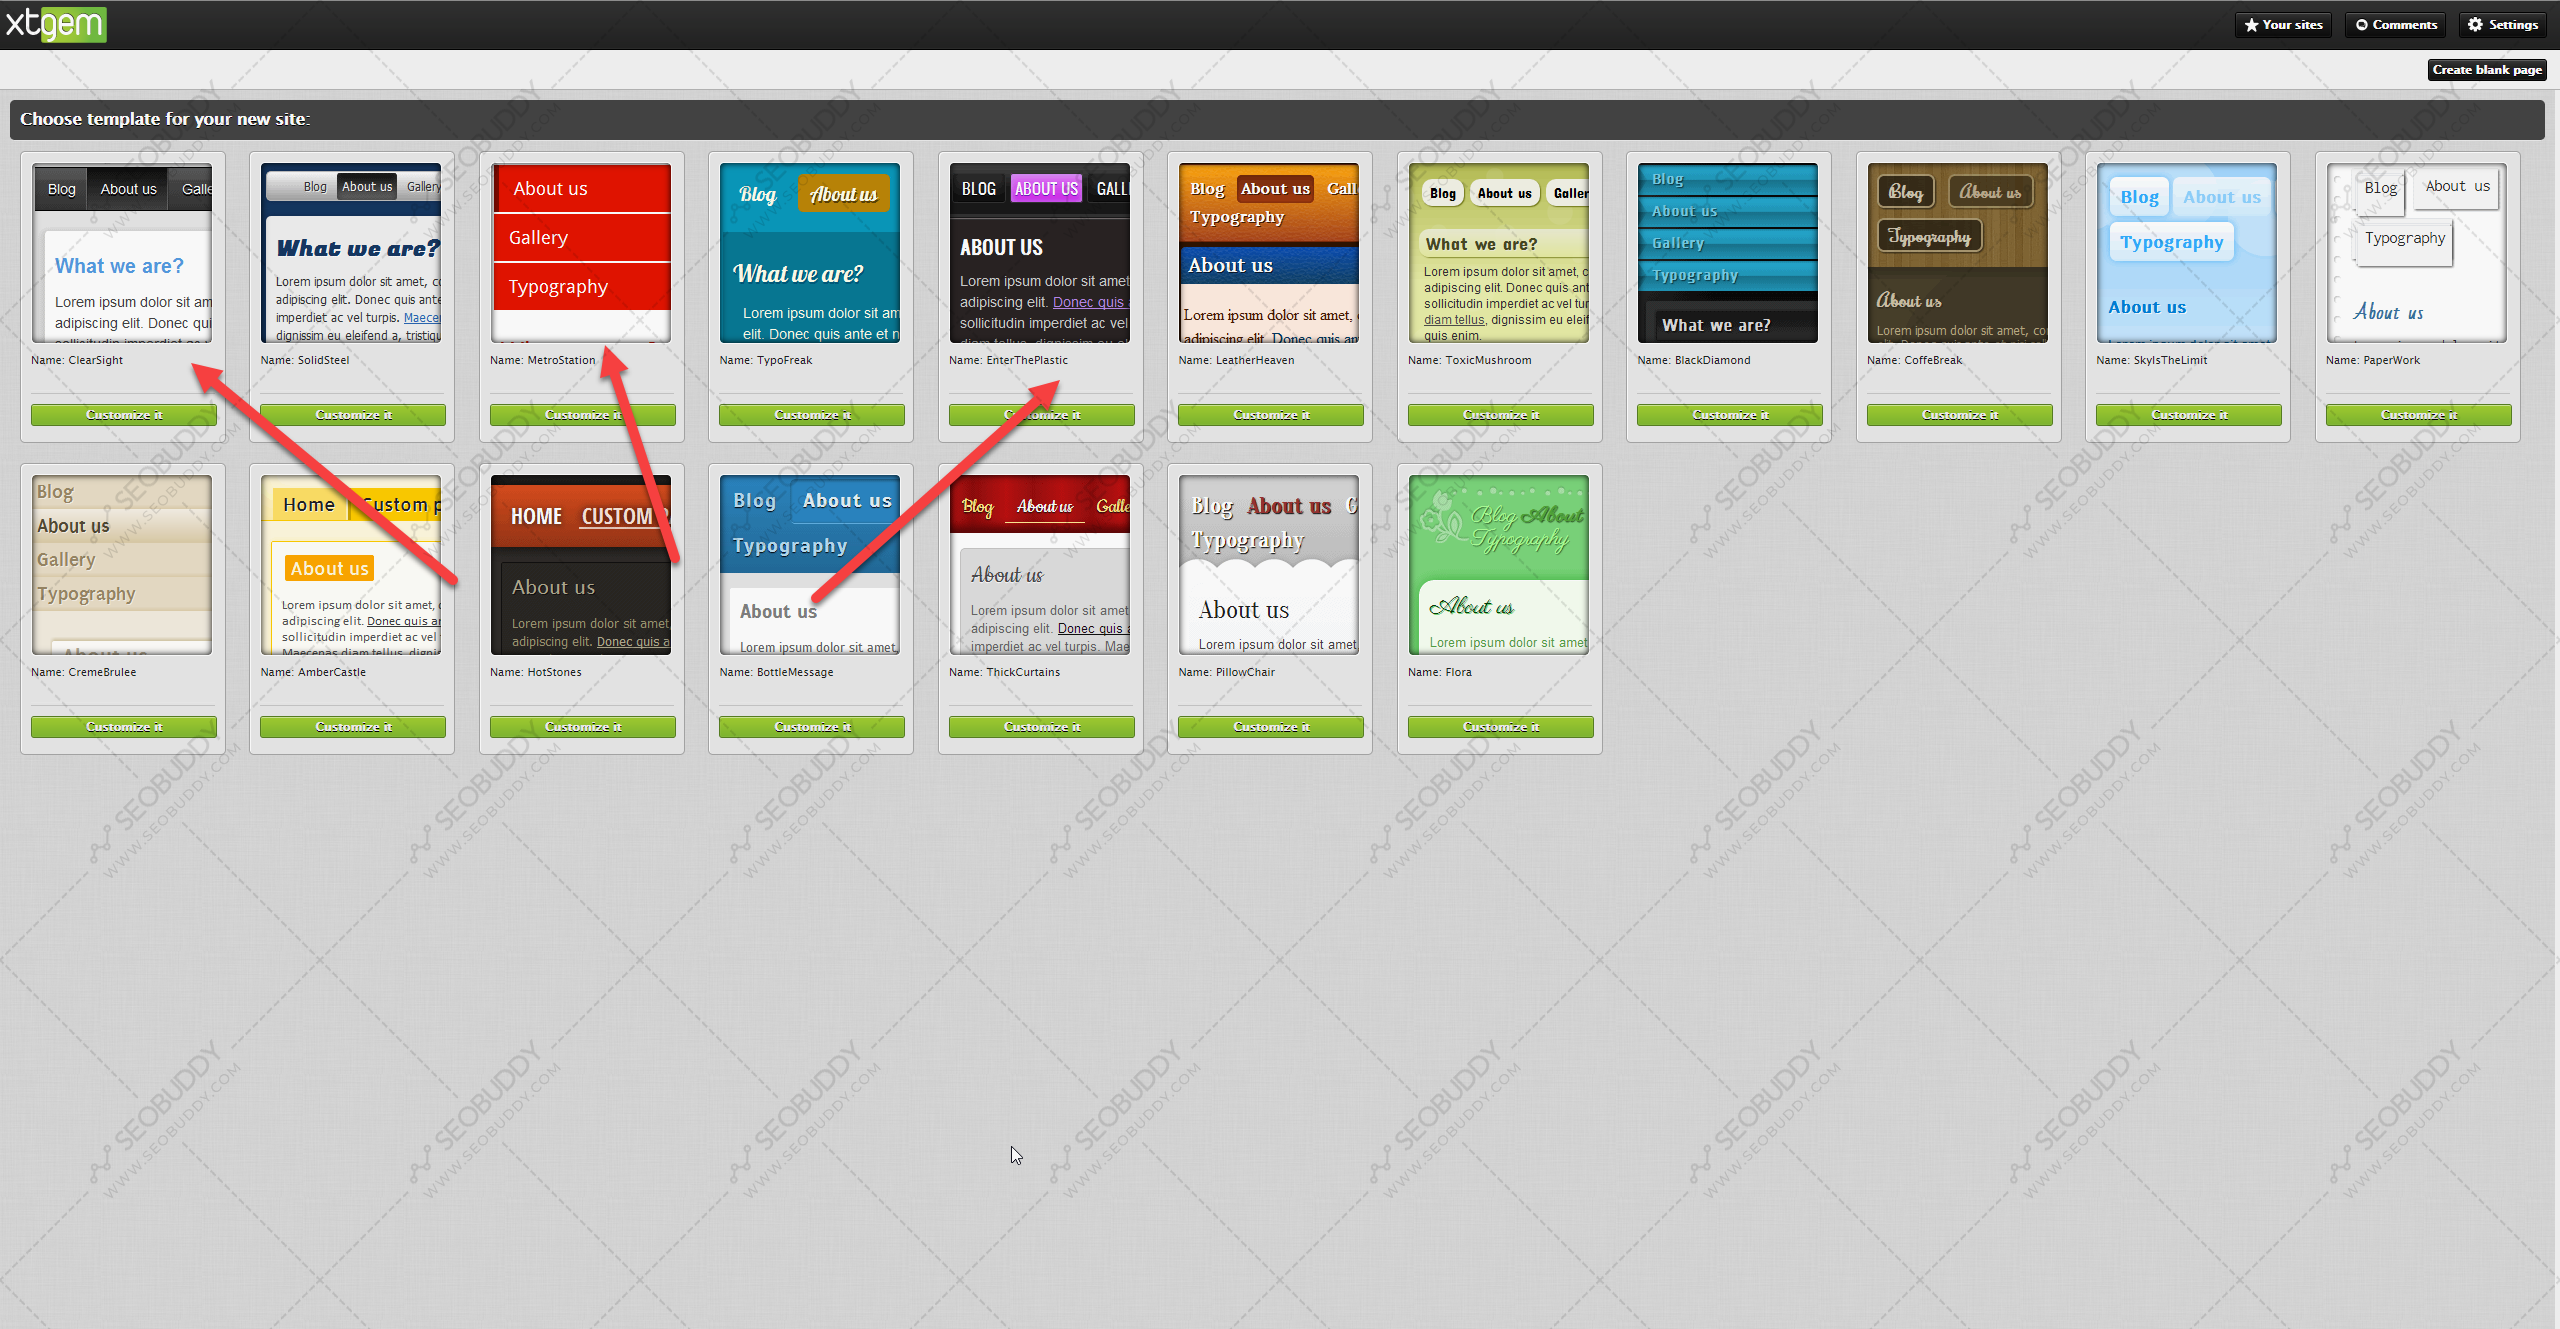 xtgem
Your sites
Comments
Settings
Create blank page
Choose template for your new site:
Blog About us Galle
What we are?
Lorem ipsum dolor sit am
adipiscing elit. Donec qui
Name: ClearSight
Customize it
Blog About us Gallery
What we are?
Lorem ipsum dolor sit amet, co
adipiscing elit. Donec quis ante
imperdiet ac vel turpis. Maecen
dignissim eu eleifend a, tristiqu
Name: SolidSteel
Customize it
About us
Gallery
Typography
Name: MetroStation
Customize it
Blog About us
What we are?
Lorem ipsum dolor sit am
elit. Donec quis ante et n
Name: TypoFreak
Customize it
BLOG ABOUT US GALL
ABOUT US
Lorem ipsum dolor sit amet,
adipiscing elit. Donec quis
sollicitudin imperdiet ac vel
Name: EnterThePlastic
Customize it
Blog About us Gall
Typography
About us
Lorem ipsum dolor sit amet,
adipiscing elit. Donec quis an
Name: LeatherHeaven
Customize it
Blog About us Galler
What we are?
Lorem ipsum dolor sit amet, c
adipiscing elit. Donec quis ant
sollicitudin imperdiet ac vel tur
diam tellus, dignissim eu eleif
quis enim.
Name: ToxicMushroom
Customize it
Blog
About us
Gallery
Typography
What we are?
Name: BlackDiamond
Customize it
Blog About us
Typography
About us
Lorem ipsum dolor sit amet, co
Name: CoffeBreak
Customize it
Blog About us
Typography
About us
Name: SkyIsTheLimit
Customize it
Blog About us
Typography
About us
Name: PaperWork
Customize it
Blog
About us
Gallery
Typography
About us
Name: CremeBrulee
Customize it
Home Custom p
About us
Lorem ipsum dolor sit amet, c
adipiscing elit. Donec quis an
sollicitudin imperdiet ac vel
Maecenas diam tellus, dignis
Name: AmberCastle
Customize it
HOME CUSTOM P
About us
Lorem ipsum dolor sit amet,
adipiscing elit. Donec quis a
Name: HotStones
Customize it
Blog About us
Typography
About us
Lorem ipsum dolor sit amet
Name: BottleMessage
Customize it
Blog About us Galle
About us
Lorem ipsum dolor sit amet
adipiscing elit. Donec quis a
imperdiet ac vel turpis. Mae
Name: ThickCurtains
Customize it
Blog About us G
Typography
About us
Lorem ipsum dolor sit amet
Name: PillowChair
Customize it
Blog About
Typography
About us
Lorem ipsum dolor sit amet
Name: Flora
Customize it
SEOBUDDY
WWW.SEOBUDDY.COM